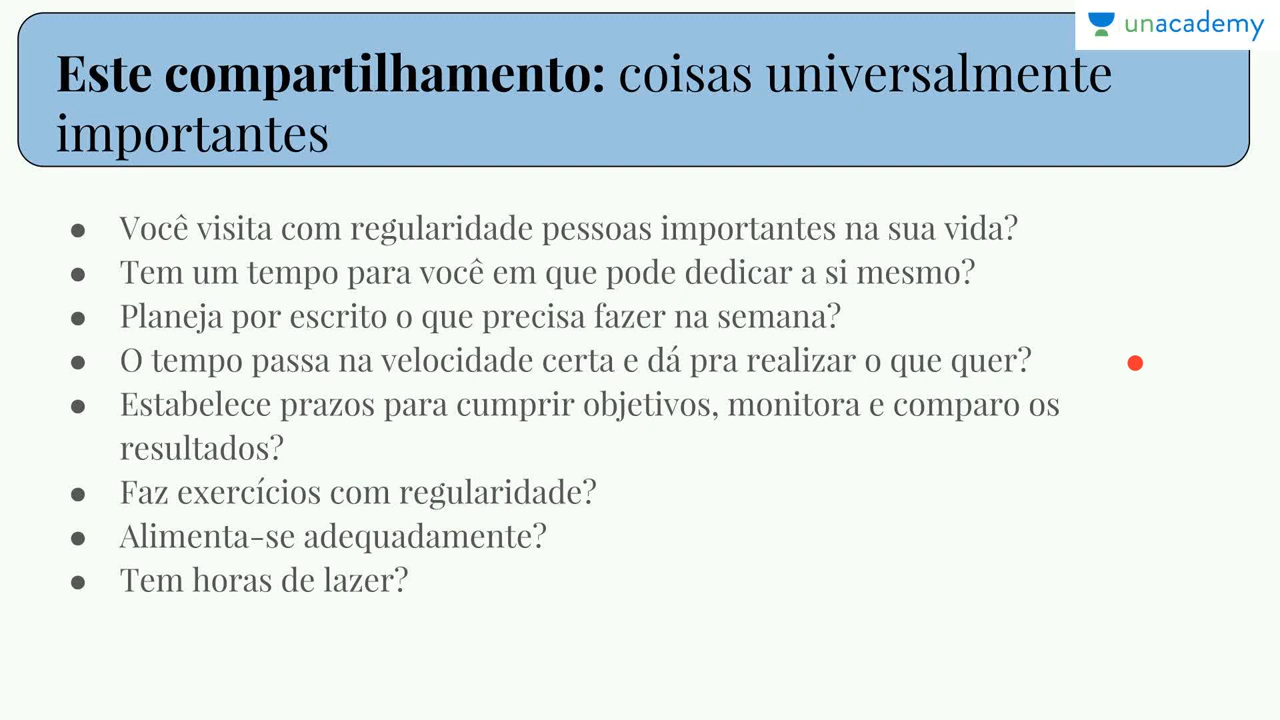 unacademy
Este compartilhamento: coisas universalmente
importantes
● Você visita com regularidade pessoas importantes na sua vida?
● Tem um tempo para você em que pode dedicar a si mesmo?
● Planeja por escrito o que precisa fazer na semana?
● O tempo passa na velocidade certa e dá pra realizar o que quer?
● Estabelece prazos para cumprir objetivos, monitora e comparo os
resultados?
● Faz exercícios com regularidade?
● Alimenta-se adequadamente?
● Tem horas de lazer?